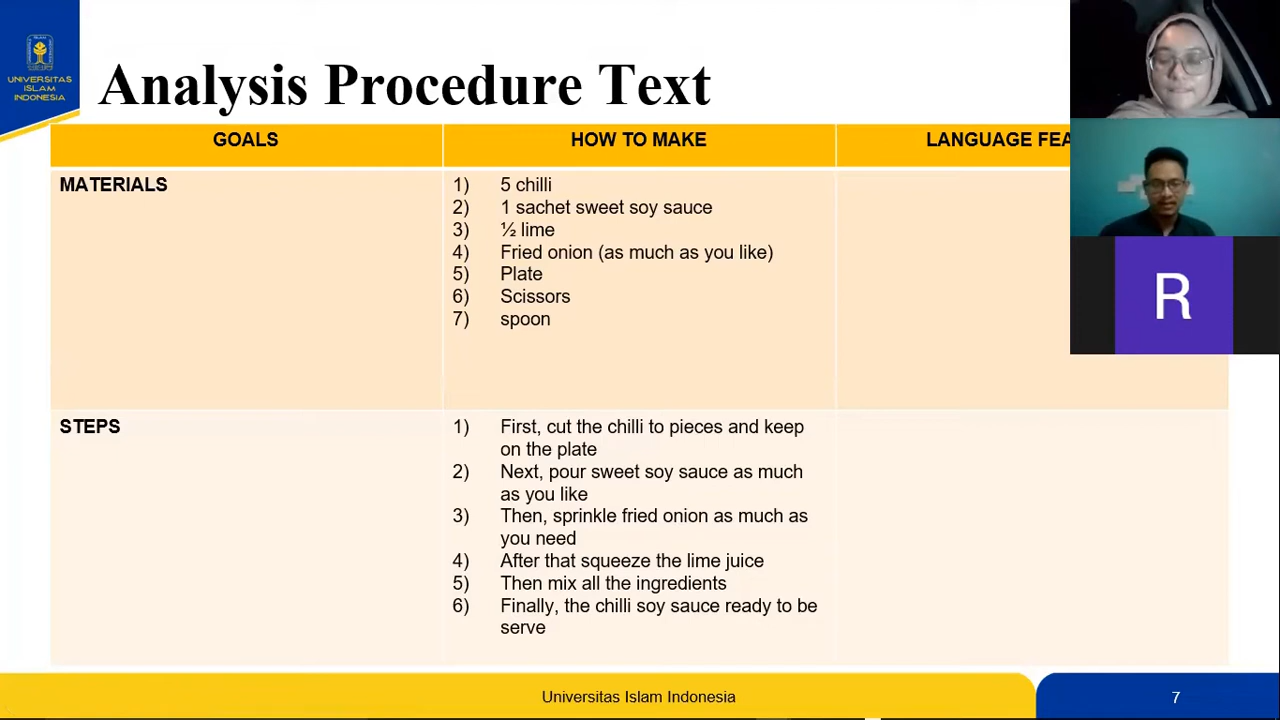 UNIVERSITAS
ISLAM
INDONESIA
Analysis Procedure Text
GOALS
HOW TO MAKE
LANGUAGE FEA
MATERIALS
1) 5 chilli
2) 1 sachet sweet soy sauce
3) ½ lime
4) Fried onion (as much as you like)
5) Plate
6) Scissors
7) spoon
STEPS
1) First, cut the chilli to pieces and keep
on the plate
2) Next, pour sweet soy sauce as much
as you like
3) Then, sprinkle fried onion as much as
you need
4) After that squeeze the lime juice
5) Then mix all the ingredients
6) Finally, the chilli soy sauce ready to be
serve
R
Universitas Islam Indonesia
7